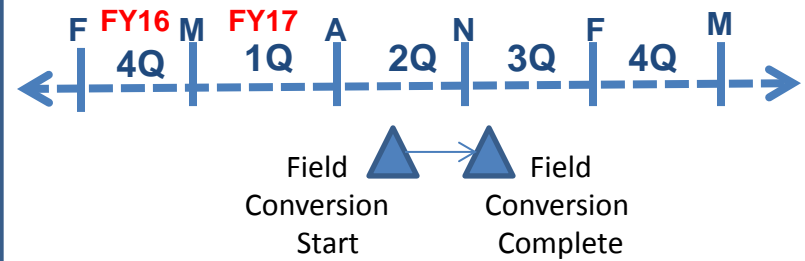 F FY16 M FY17 A N F M
4Q 1Q 2Q 3Q 4Q
Field
Conversion
Start
Field
Conversion
Complete